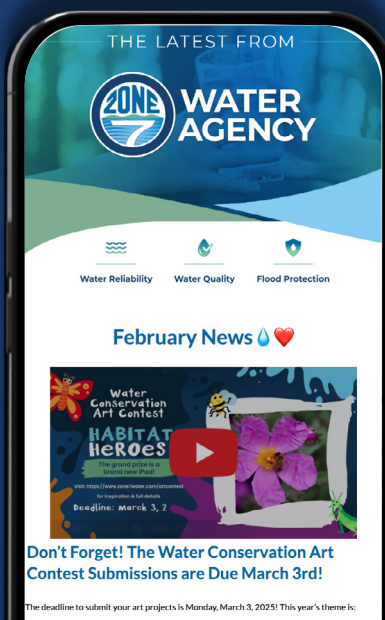 THE LATEST FROM
ZONE
7
WATER
AGENCY
Water Reliability Water Quality Flood Protection
February News💧❤️
Water
Conservation
Art Contest
HABITAT
HEROES
The grand prize is a
brand new iPad!
Visit: https://www.zone7water.com/artcontest
for inspiration & full details
Deadline: March 3, 2
Don't Forget! The Water Conservation Art
Contest Submissions are Due March 3rd!
The deadline to submit your art projects is Monday, March 3, 2025! This year's theme is: